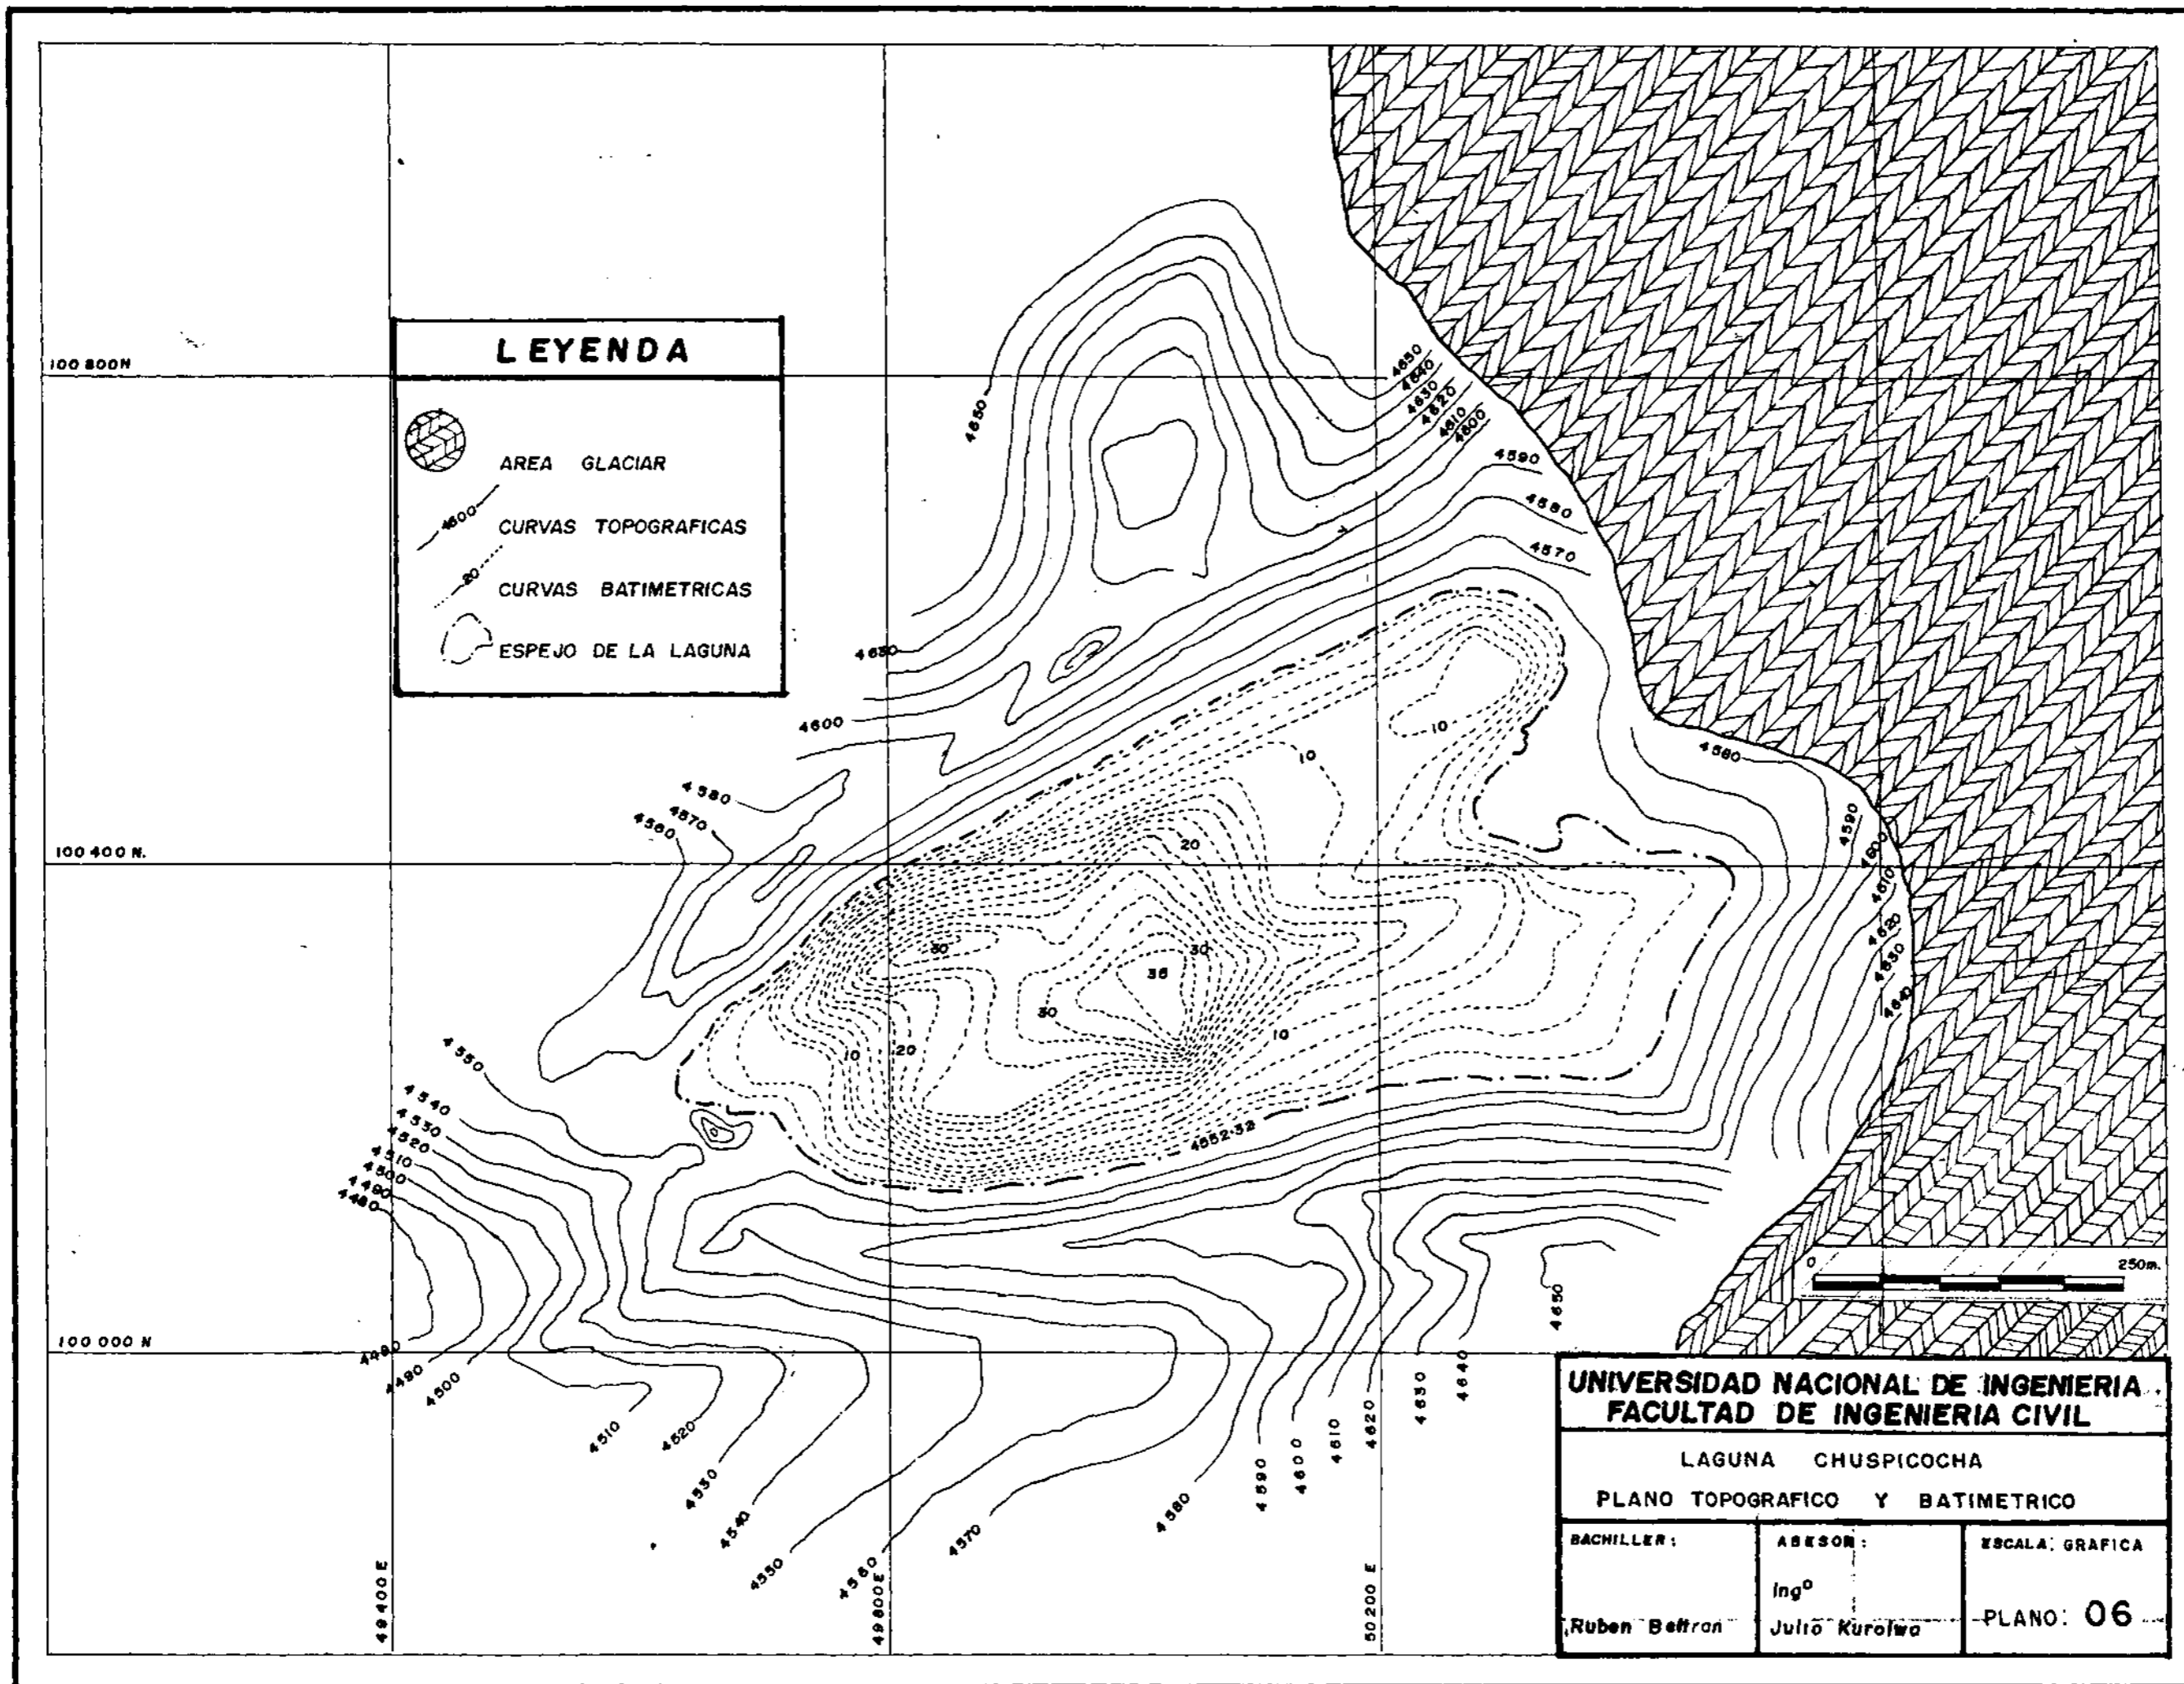 LEYENDA
AREA GLACIAR
4600
CURVAS TOPOGRAFICAS
20
CURVAS BATIMETRICAS
ESPEJO DE LA LAGUNA
100 800N
100 400 N.
100 000 N
49 400 E
49 800 E
50 200 E
4650
4650
4640
4630
4620
4610
4600
4590
4580
4570
4630
4600
4580
4570
4560
4580
4590
4600
4610
4620
4630
4640
10
10
20
30
30
36
30
10
20
10
4552.32
4550
4540
4530
4520
4510
4500
4490
4480
4480
4490
4500
4510
4520
4530
4540
4550
4560
4570
4580
4590
4600
4610
4620
4630
4640
4650
0 250m.
UNIVERSIDAD NACIONAL DE INGENIERIA
FACULTAD DE INGENIERIA CIVIL
LAGUNA CHUSPICOCHA
PLANO TOPOGRAFICO Y BATIMETRICO
BACHILLER:
Ruben Beltran
ASESOR:
Ingº
Julio Kuroiwa
ESCALA: GRAFICA
PLANO: 06